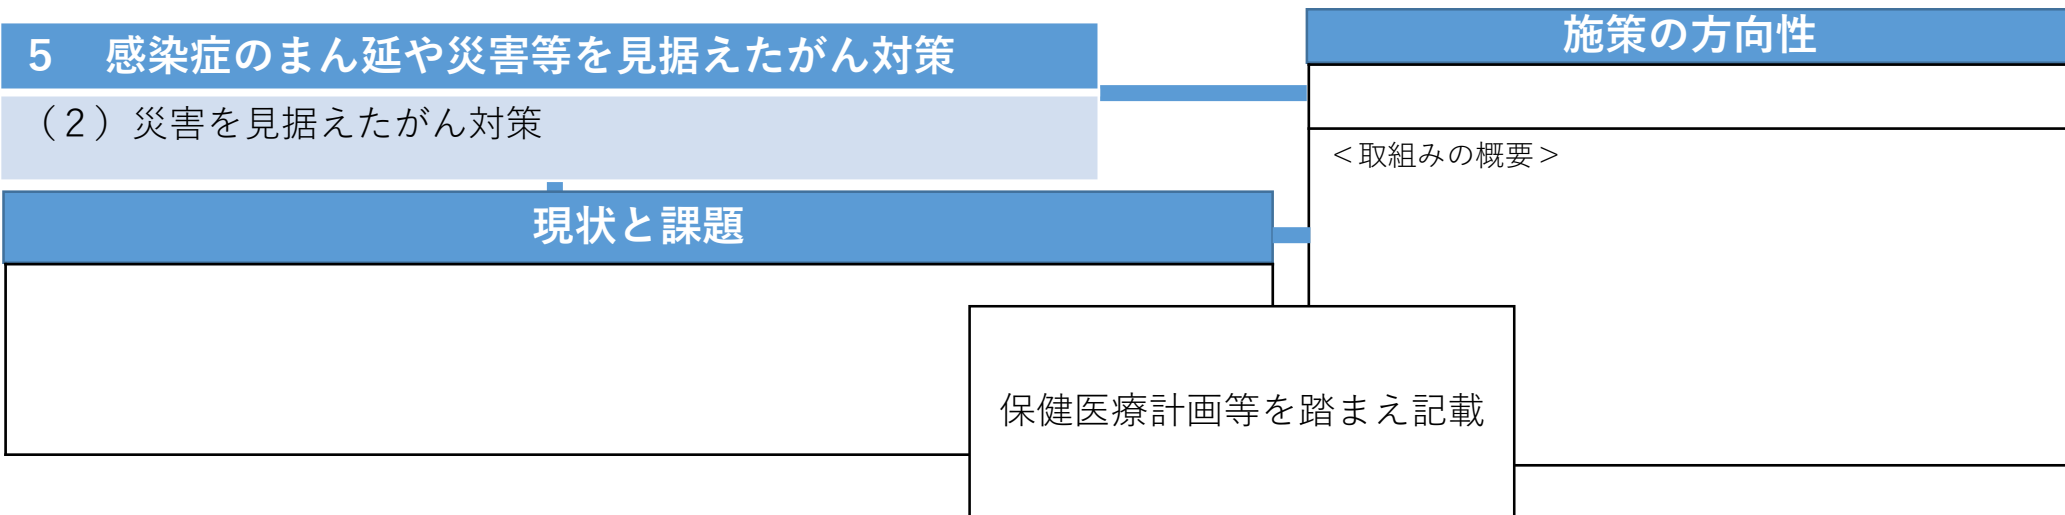 5　感染症のまん延や災害等を見据えたがん対策
（2）災害を見据えたがん対策
現状と課題
施策の方向性
＜取組みの概要＞
保健医療計画等を踏まえ記載